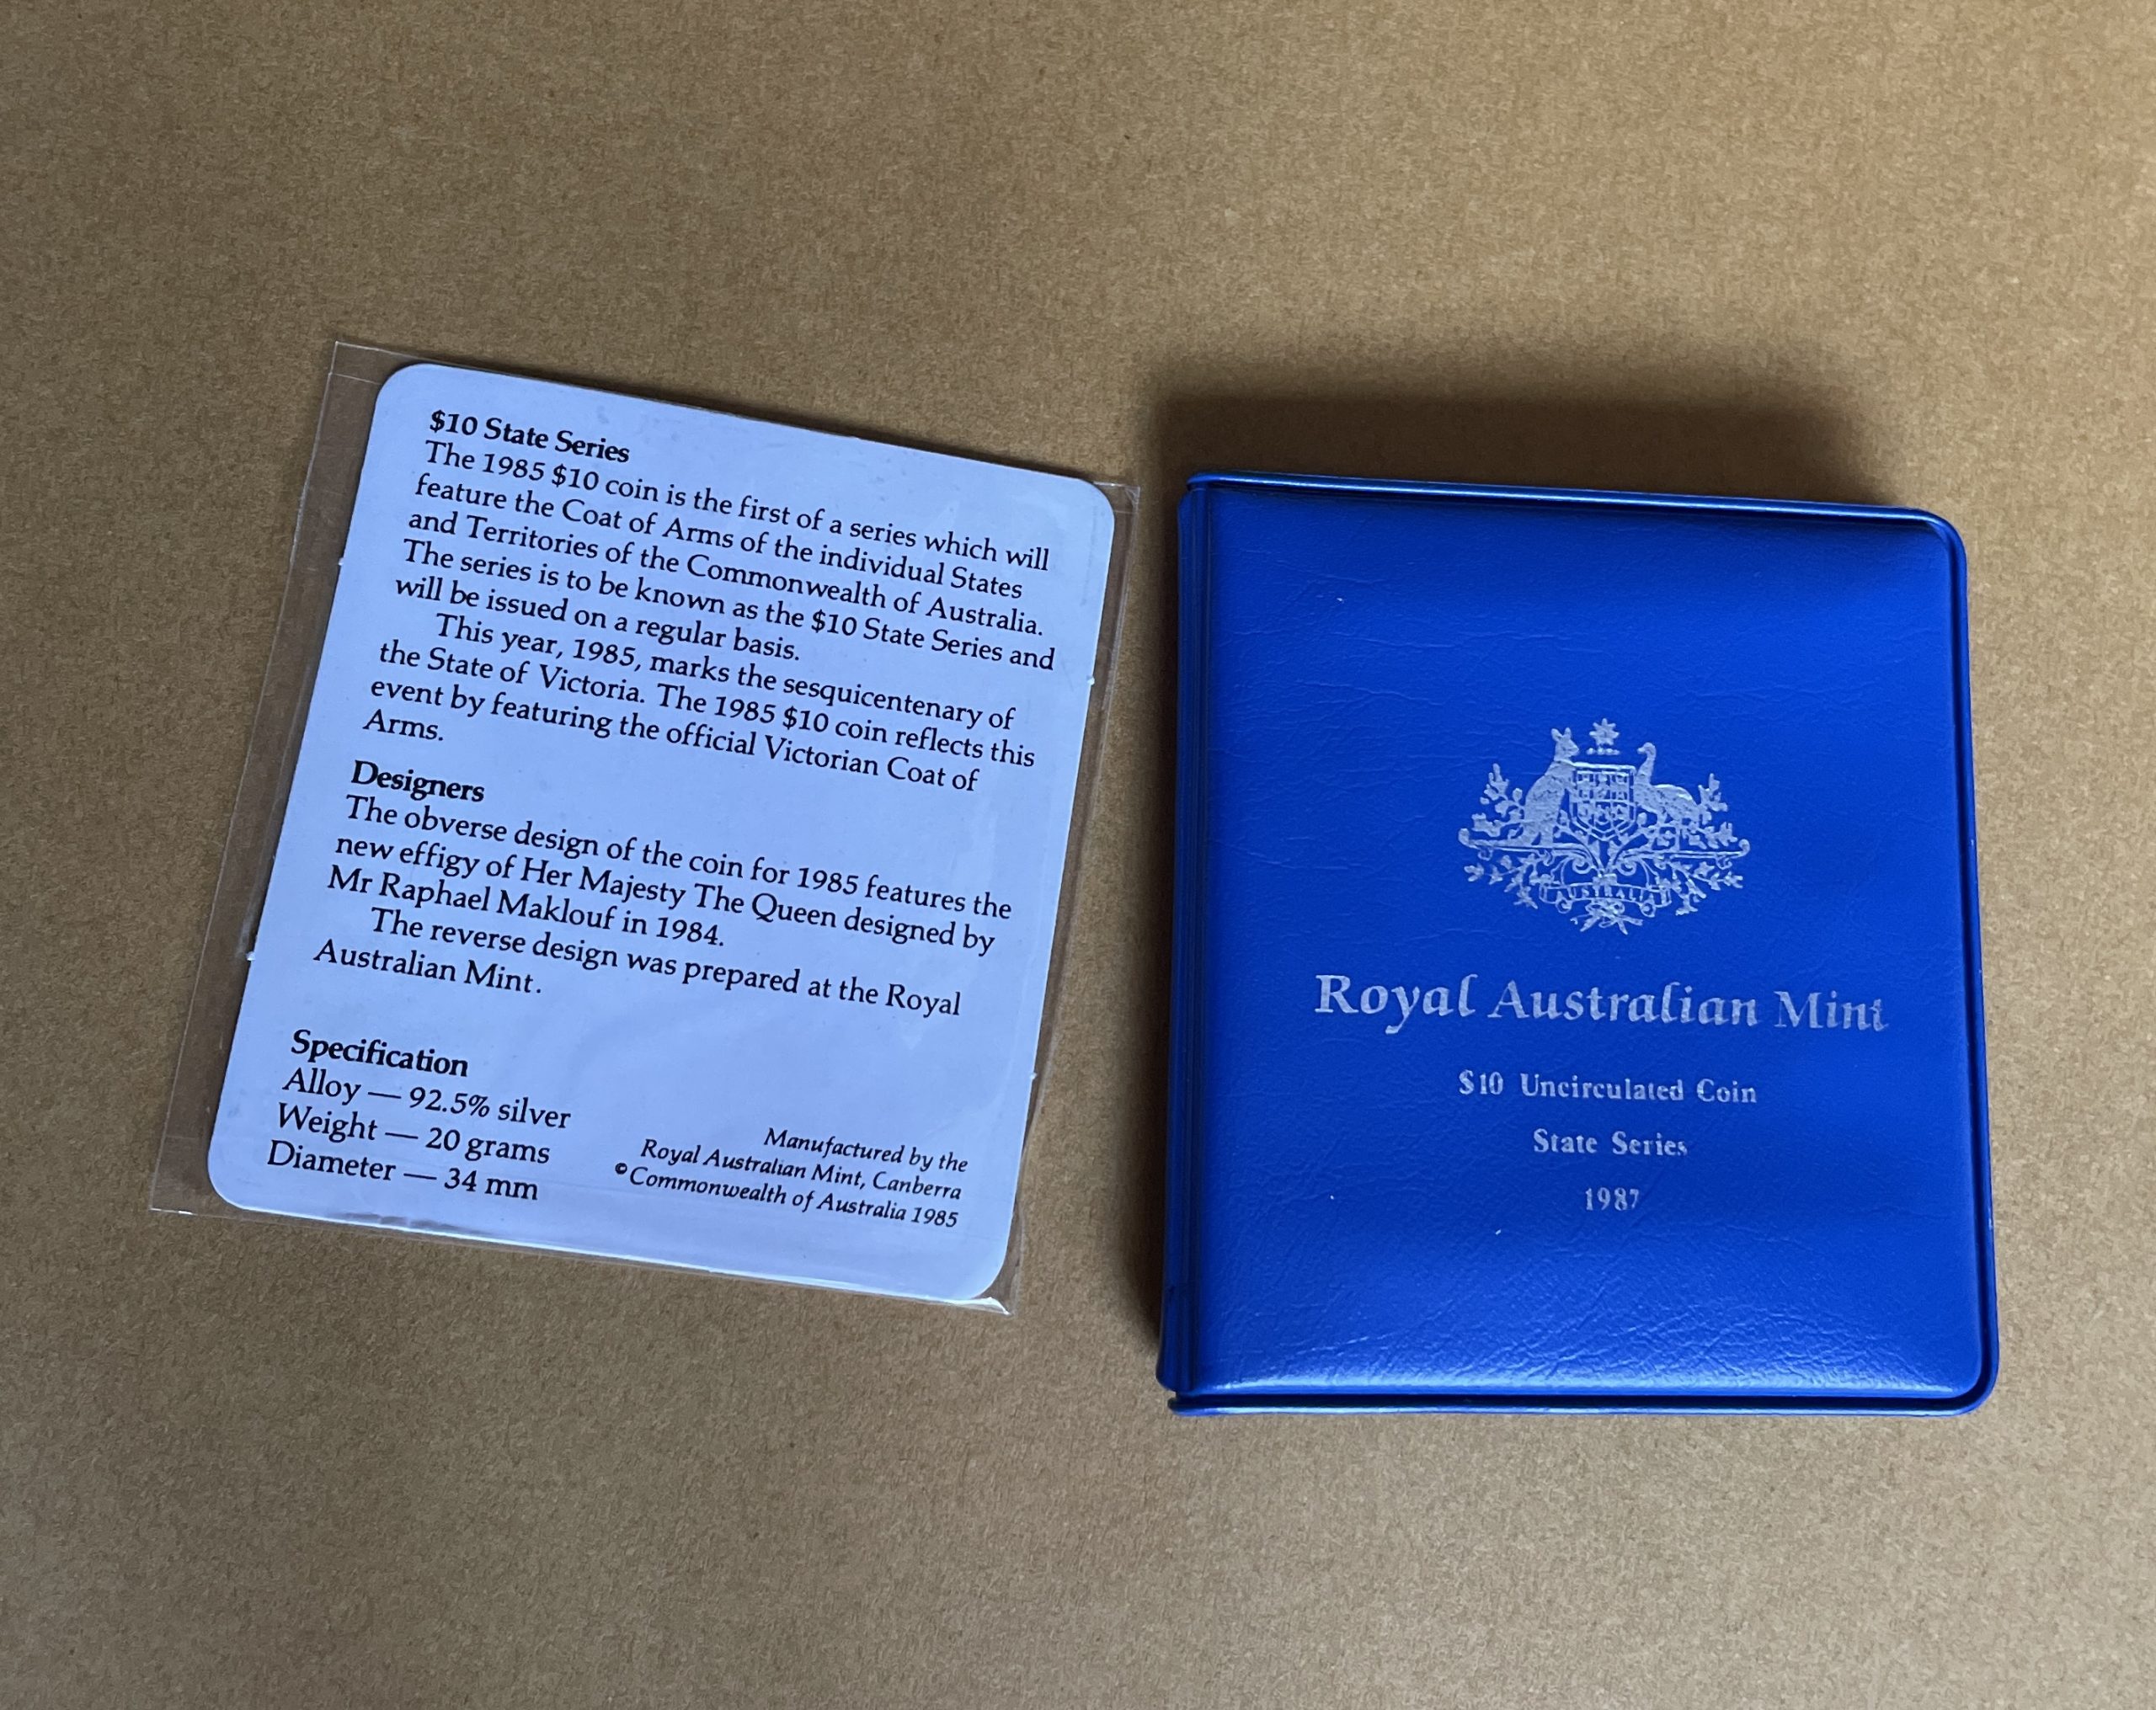 $10 State Series
The 1985 $10 coin is the first of a series which will
feature the Coat of Arms of the individual States
and Territories of the Commonwealth of Australia.
The series is to be known as the $10 State Series and
will be issued on a regular basis.
This year, 1985, marks the sesquicentenary of
the State of Victoria. The 1985 $10 coin reflects this
event by featuring the official Victorian Coat of
Arms.
Designers
The obverse design of the coin for 1985 features the
new effigy of Her Majesty The Queen designed by
Mr Raphael Maklouf in 1984.
The reverse design was prepared at the Royal
Australian Mint.
Specification
Alloy — 92.5% silver
Weight — 20 grams
Diameter — 34 mm
Manufactured by the
Royal Australian Mint, Canberra
©Commonwealth of Australia 1985
AUSTRALIA
Royal Australian Mint
$10 Uncirculated Coin
State Series
1987